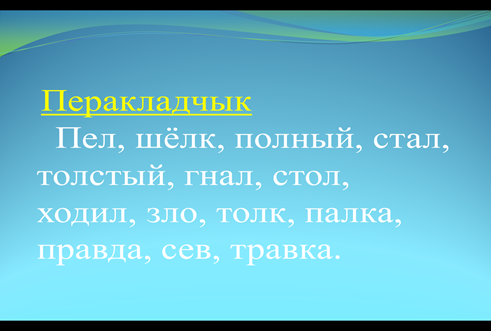 Перакладчык
Пел, шёлк, полный, стал,
толстый, гнал, стол,
ходил, зло, толк, палка,
правда, сев, травка.